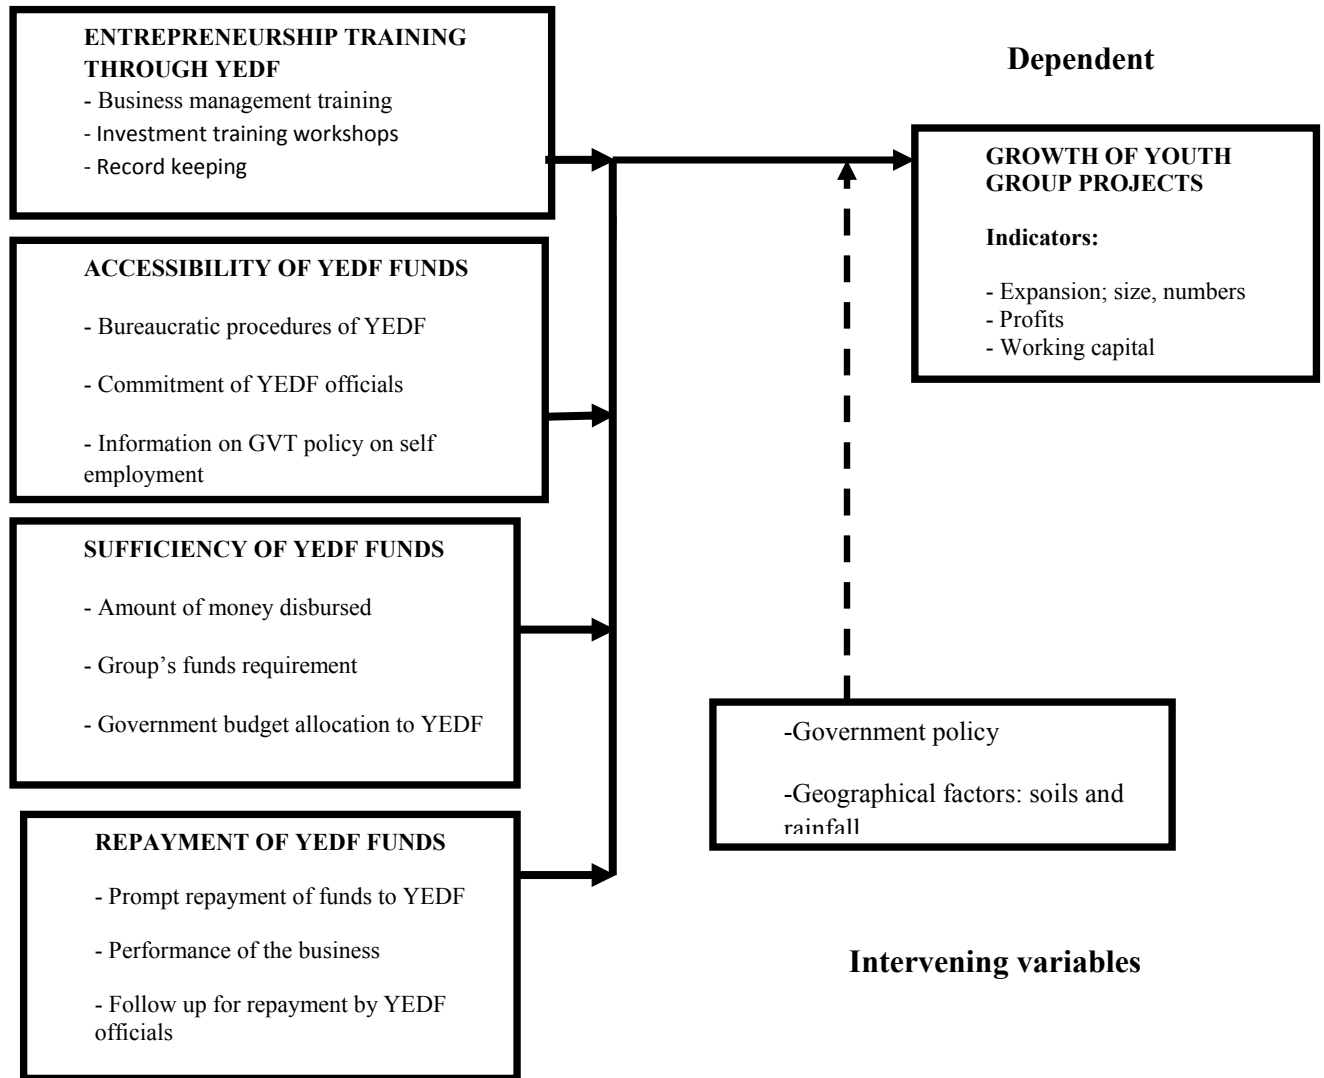 ENTREPRENEURSHIP TRAINING
THROUGH YEDF
- Business management training
- Investment training workshops
- Record keeping
ACCESSIBILITY OF YEDF FUNDS
- Bureaucratic procedures of YEDF
- Commitment of YEDF officials
- Information on GVT policy on self
employment
SUFFICIENCY OF YEDF FUNDS
- Amount of money disbursed
- Group’s funds requirement
- Government budget allocation to YEDF
REPAYMENT OF YEDF FUNDS
- Prompt repayment of funds to YEDF
- Performance of the business
- Follow up for repayment by YEDF
officials
Dependent
GROWTH OF YOUTH
GROUP PROJECTS
Indicators:
- Expansion; size, numbers
- Profits
- Working capital
-Government policy
-Geographical factors: soils and
rainfall
Intervening variables